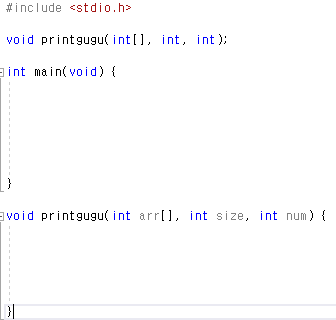 #include <stdio.h>
void printgugu(int[], int, int);
int main(void) {
}
void printgugu(int arr[], int size, int num) {
}